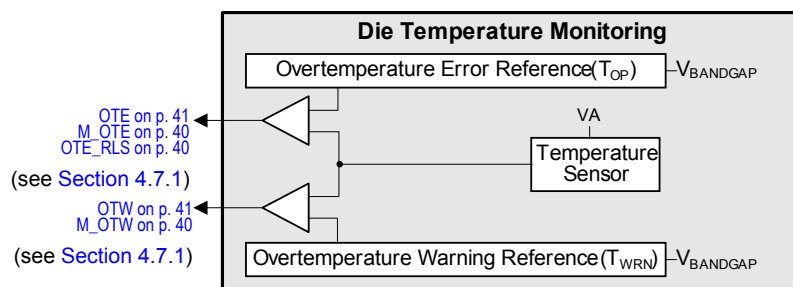 Die Temperature Monitoring
Overtemperature Error Reference(TOP)
VBANDGAP
OTE on p. 41
M_OTE on p. 40
OTE_RLS on p. 40
(see Section 4.7.1)
VA
Temperature
Sensor
OTW on p. 41
M_OTW on p. 40
(see Section 4.7.1)
Overtemperature Warning Reference(TWRN)
VBANDGAP